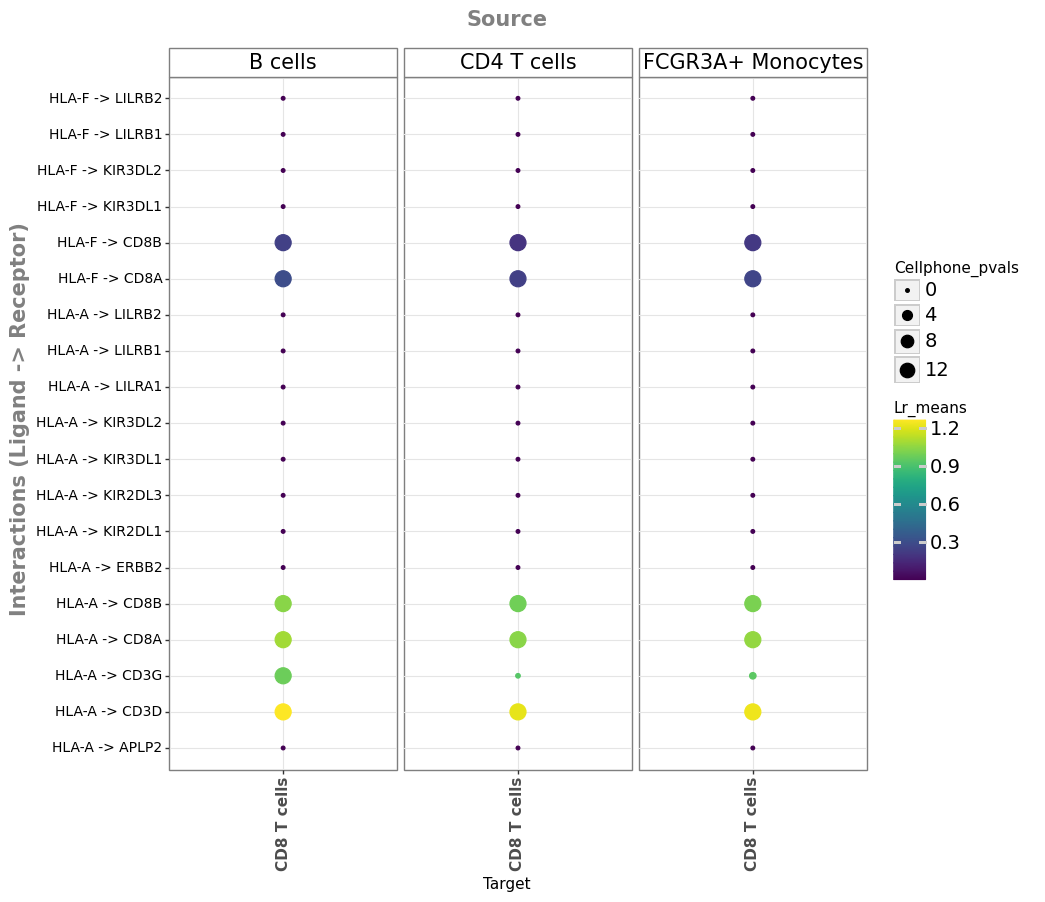 Source
B cells
CD4 T cells
FCGR3A+ Monocytes
Interactions (Ligand -> Receptor)
HLA-F -> LILRB2
HLA-F -> LILRB1
HLA-F -> KIR3DL2
HLA-F -> KIR3DL1
HLA-F -> CD8B
HLA-F -> CD8A
HLA-A -> LILRB2
HLA-A -> LILRB1
HLA-A -> LILRA1
HLA-A -> KIR3DL2
HLA-A -> KIR3DL1
HLA-A -> KIR2DL3
HLA-A -> KIR2DL1
HLA-A -> ERBB2
HLA-A -> CD8B
HLA-A -> CD8A
HLA-A -> CD3G
HLA-A -> CD3D
HLA-A -> APLP2
CD8 T cells
CD8 T cells
CD8 T cells
Target
Cellphone_pvals
0
4
8
12
Lr_means
1.2
0.9
0.6
0.3